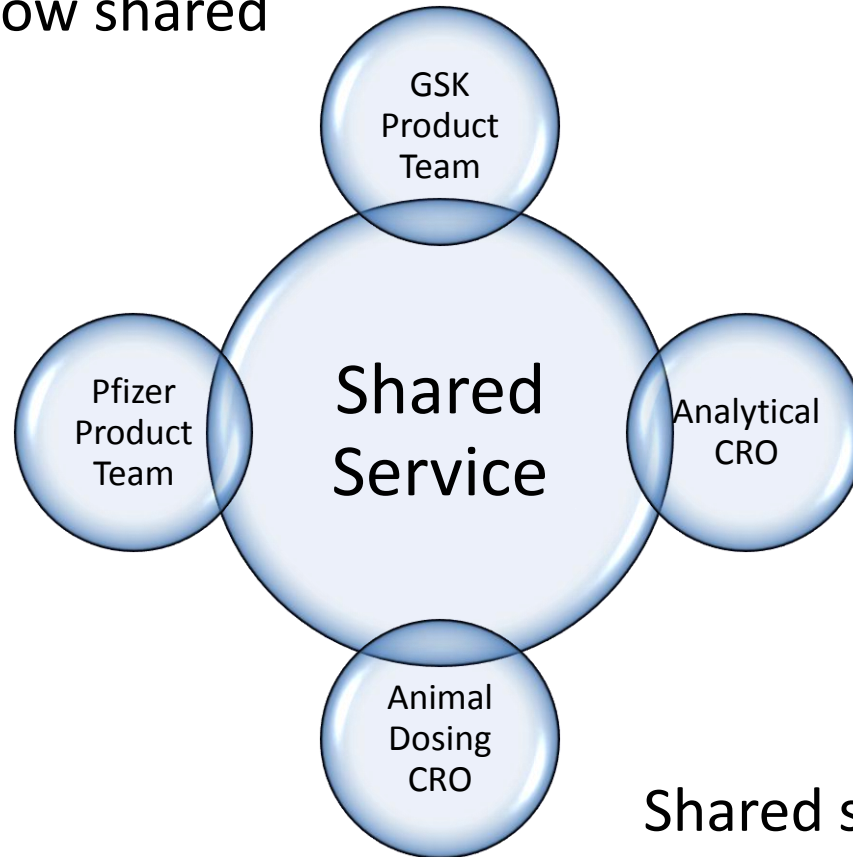 ow shared
GSK
Product
Team
Pfizer
Product
Team
Shared
Service
Analytical
CRO
Animal
Dosing
CRO
Shared s